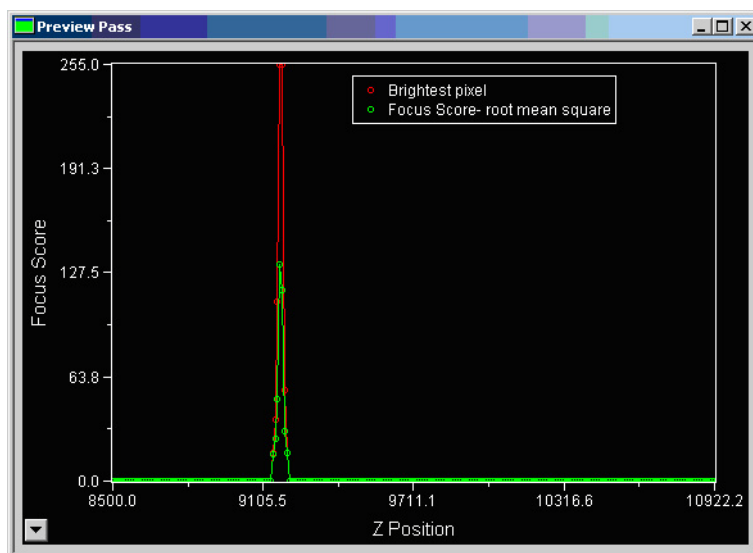 Preview Pass
255.0
Brightest pixel
Focus Score- root mean square
191.3
127.5
63.8
0.0
Focus Score
8500.0 9105.5 9711.1 10316.6 10922.2
Z Position